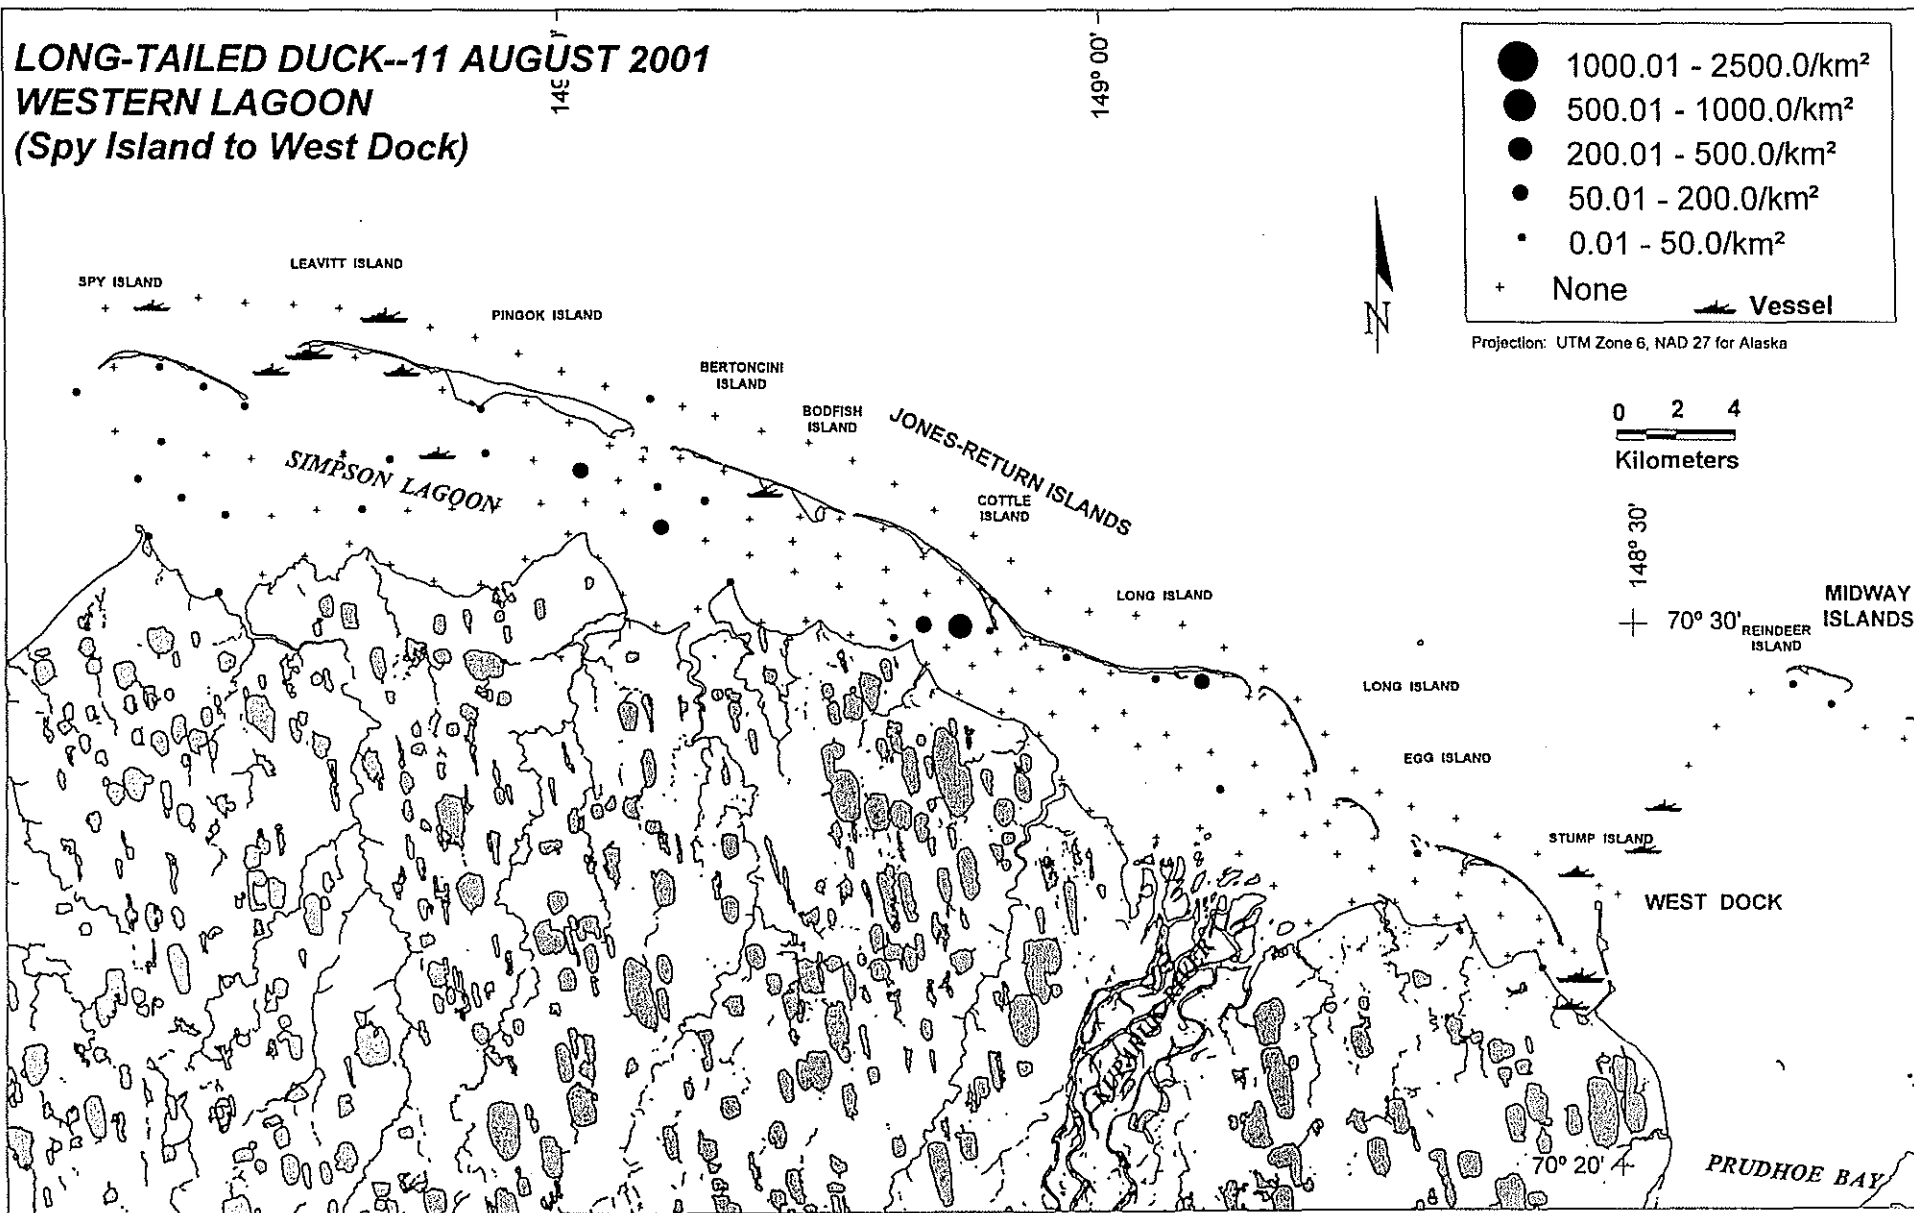 LONG-TAILED DUCK--11 AUGUST 2001
WESTERN LAGOON
(Spy Island to West Dock)
149
149° 00'
1000.01 - 2500.0/km²
500.01 - 1000.0/km²
200.01 - 500.0/km²
50.01 - 200.0/km²
0.01 - 50.0/km²
None
Vessel
Projection: UTM Zone 6, NAD 27 for Alaska
N
0 2 4
Kilometers
SPY ISLAND
LEAVITT ISLAND
PINGOK ISLAND
BERTONCINI
ISLAND
BODFISH
ISLAND
JONES-RETURN ISLANDS
SIMPSON LAGOON
COTTLE
ISLAND
LONG ISLAND
148° 30'
70° 30'
MIDWAY
ISLANDS
REINDEER
ISLAND
LONG ISLAND
EGG ISLAND
STUMP ISLAND
WEST DOCK
KUPARUK RIVER
70° 20'
PRUDHOE BAY